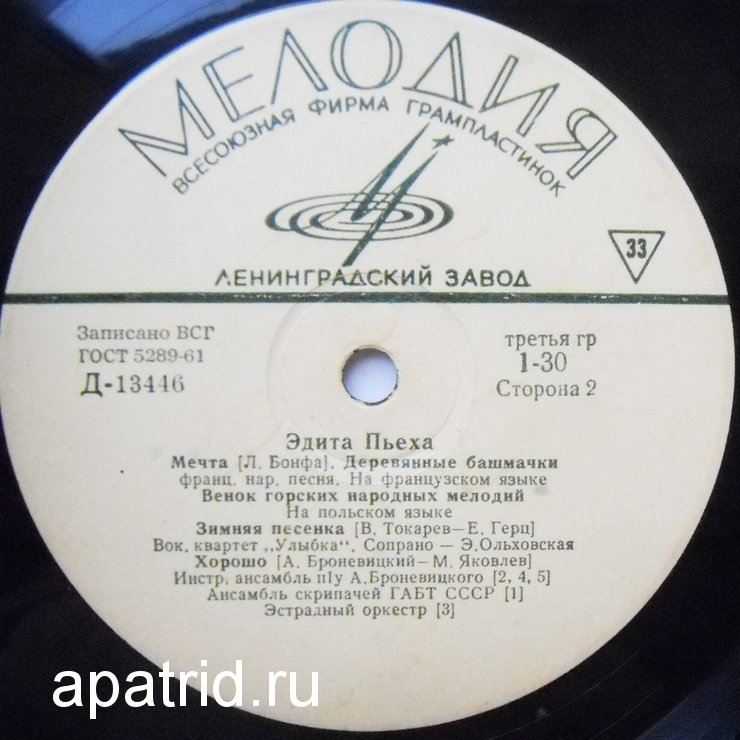 МЕЛОДИЯ
ВСЕСОЮЗНАЯ ФИРМА ГРАМПЛАСТИНОК
33
ЛЕНИНГРАДСКИЙ ЗАВОД
Записано ВСГ
ГОСТ 5289-61
Д-13446
третья гр
1-30
Сторона 2
Эдита Пьеха
Мечта [Л. Бонфа]. Деревянные башмачки
франц. нар. песня. На французском языке
Венок горских народных мелодий
На польском языке
Зимняя песенка [В. Токарев—Е. Герц]
Вок. квартет „Улыбка“. Сопрано — Э.Ольховская
Хорошо [А. Броневицкий—М. Яковлев]
Инстр. ансамбль п/у А.Броневицкого [2, 4, 5]
Ансамбль скрипачей ГАБТ СССР [1]
Эстрадный оркестр [3]
apatrid.ru